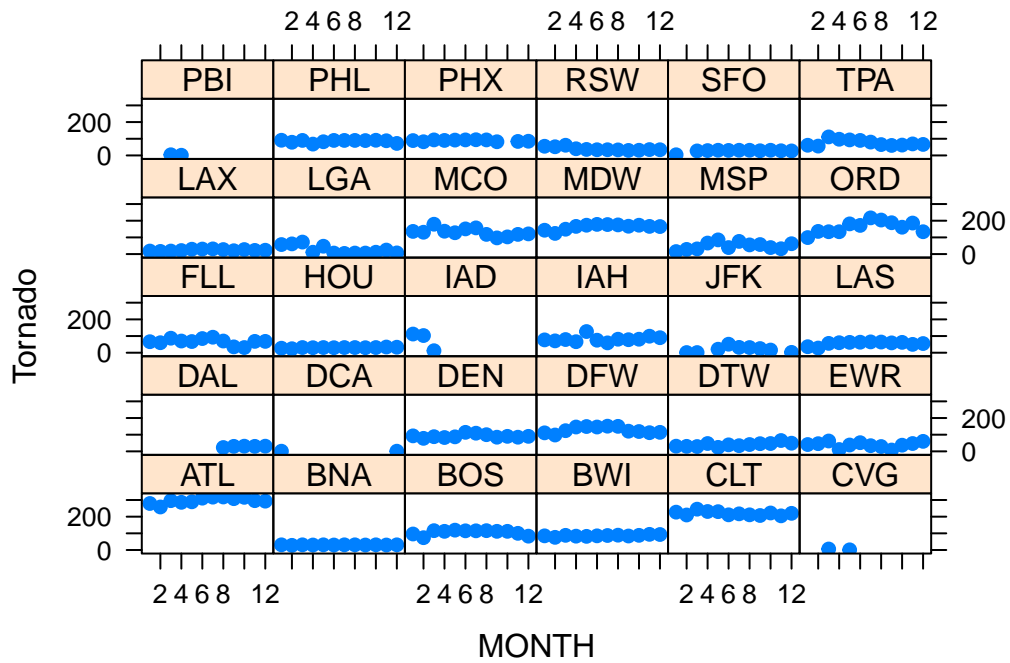 2 4 6 8 12 2 4 6 8 12 2 4 6 8 12
PBI PHL PHX RSW SFO TPA
200
0
LAX LGA MCO MDW MSP ORD
200
0
FLL HOU IAD IAH JFK LAS
200
0
DAL DCA DEN DFW DTW EWR
200
0
ATL BNA BOS BWI CLT CVG
200
0
2 4 6 8 12 2 4 6 8 12 2 4 6 8 12
MONTH
Tornado